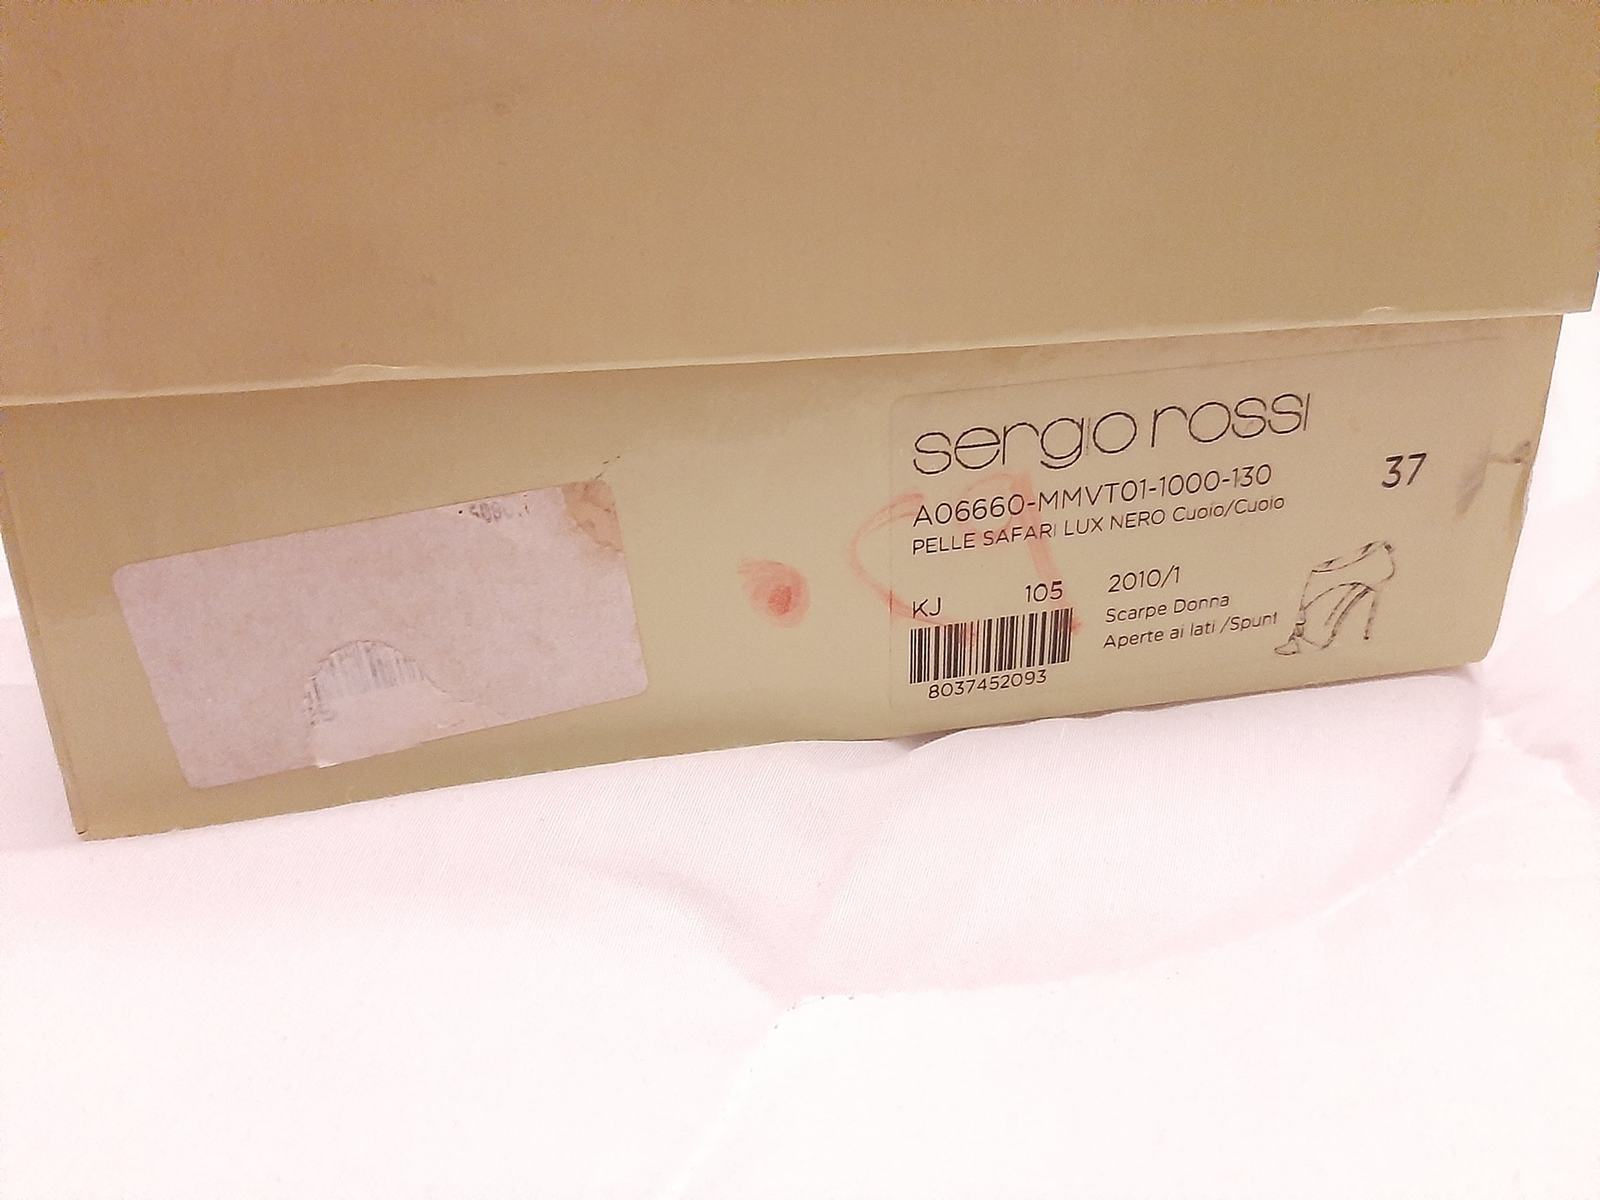 sergio rossi
37
A06660-MMVT01-1000-130
PELLE SAFARI LUX NERO Cuoio/Cuoio
KJ 105 2010/1
Scarpe Donna
Aperte ai lati /Spunt
8037452093